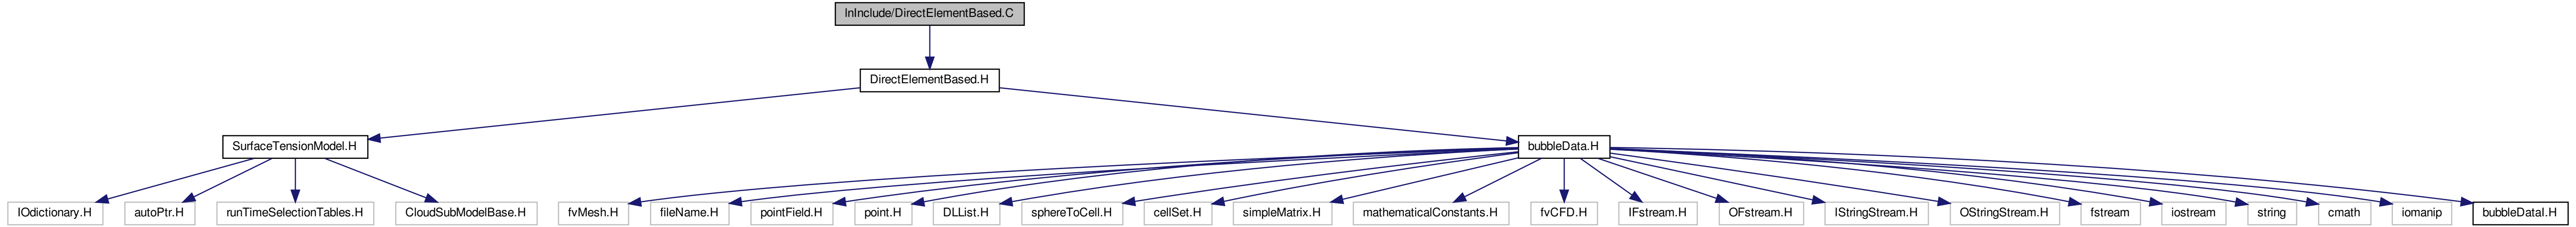 lnInclude/DirectElementBased.C
DirectElementBased.H
SurfaceTensionModel.H
bubbleData.H
IOdictionary.H
autoPtr.H
runTimeSelectionTables.H
CloudSubModelBase.H
fvMesh.H
fileName.H
pointField.H
point.H
DLList.H
sphereToCell.H
cellSet.H
simpleMatrix.H
mathematicalConstants.H
fvCFD.H
IFstream.H
OFstream.H
IStringStream.H
OStringStream.H
fstream
iostream
string
cmath
iomanip
bubbleDataI.H